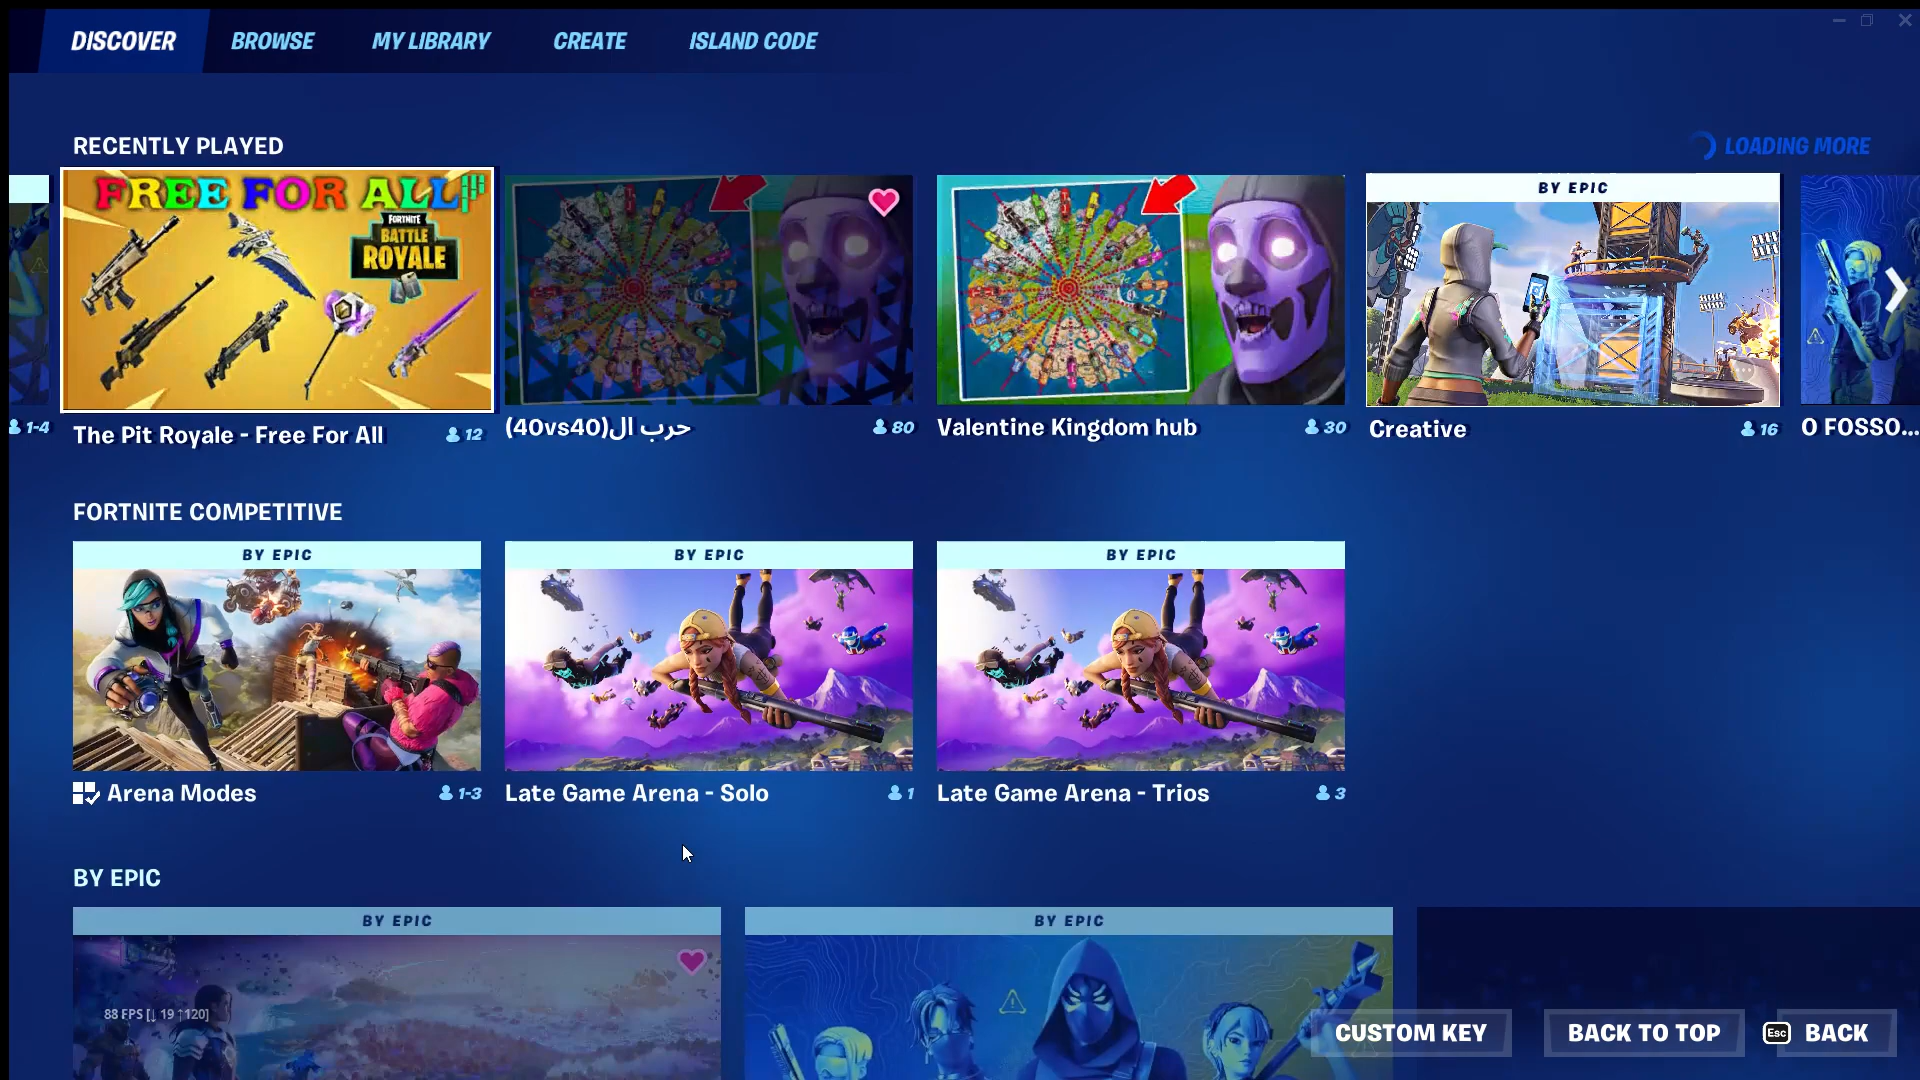 DISCOVER BROWSE MY LIBRARY CREATE ISLAND CODE
RECENTLY PLAYED
LOADING MORE
FREE FOR ALL
FORTNITE
BATTLE
ROYALE
BY EPIC
1-4
The Pit Royale - Free For All 12
حرب ال(40vs40) 80
Valentine Kingdom hub 30
Creative 16
O FOSSO...
FORTNITE COMPETITIVE
BY EPIC
BY EPIC
BY EPIC
Arena Modes 1-3
Late Game Arena - Solo 1
Late Game Arena - Trios 3
BY EPIC
BY EPIC
BY EPIC
88 FPS [↓ 19 ↑120]
CUSTOM KEY
BACK TO TOP
Esc BACK